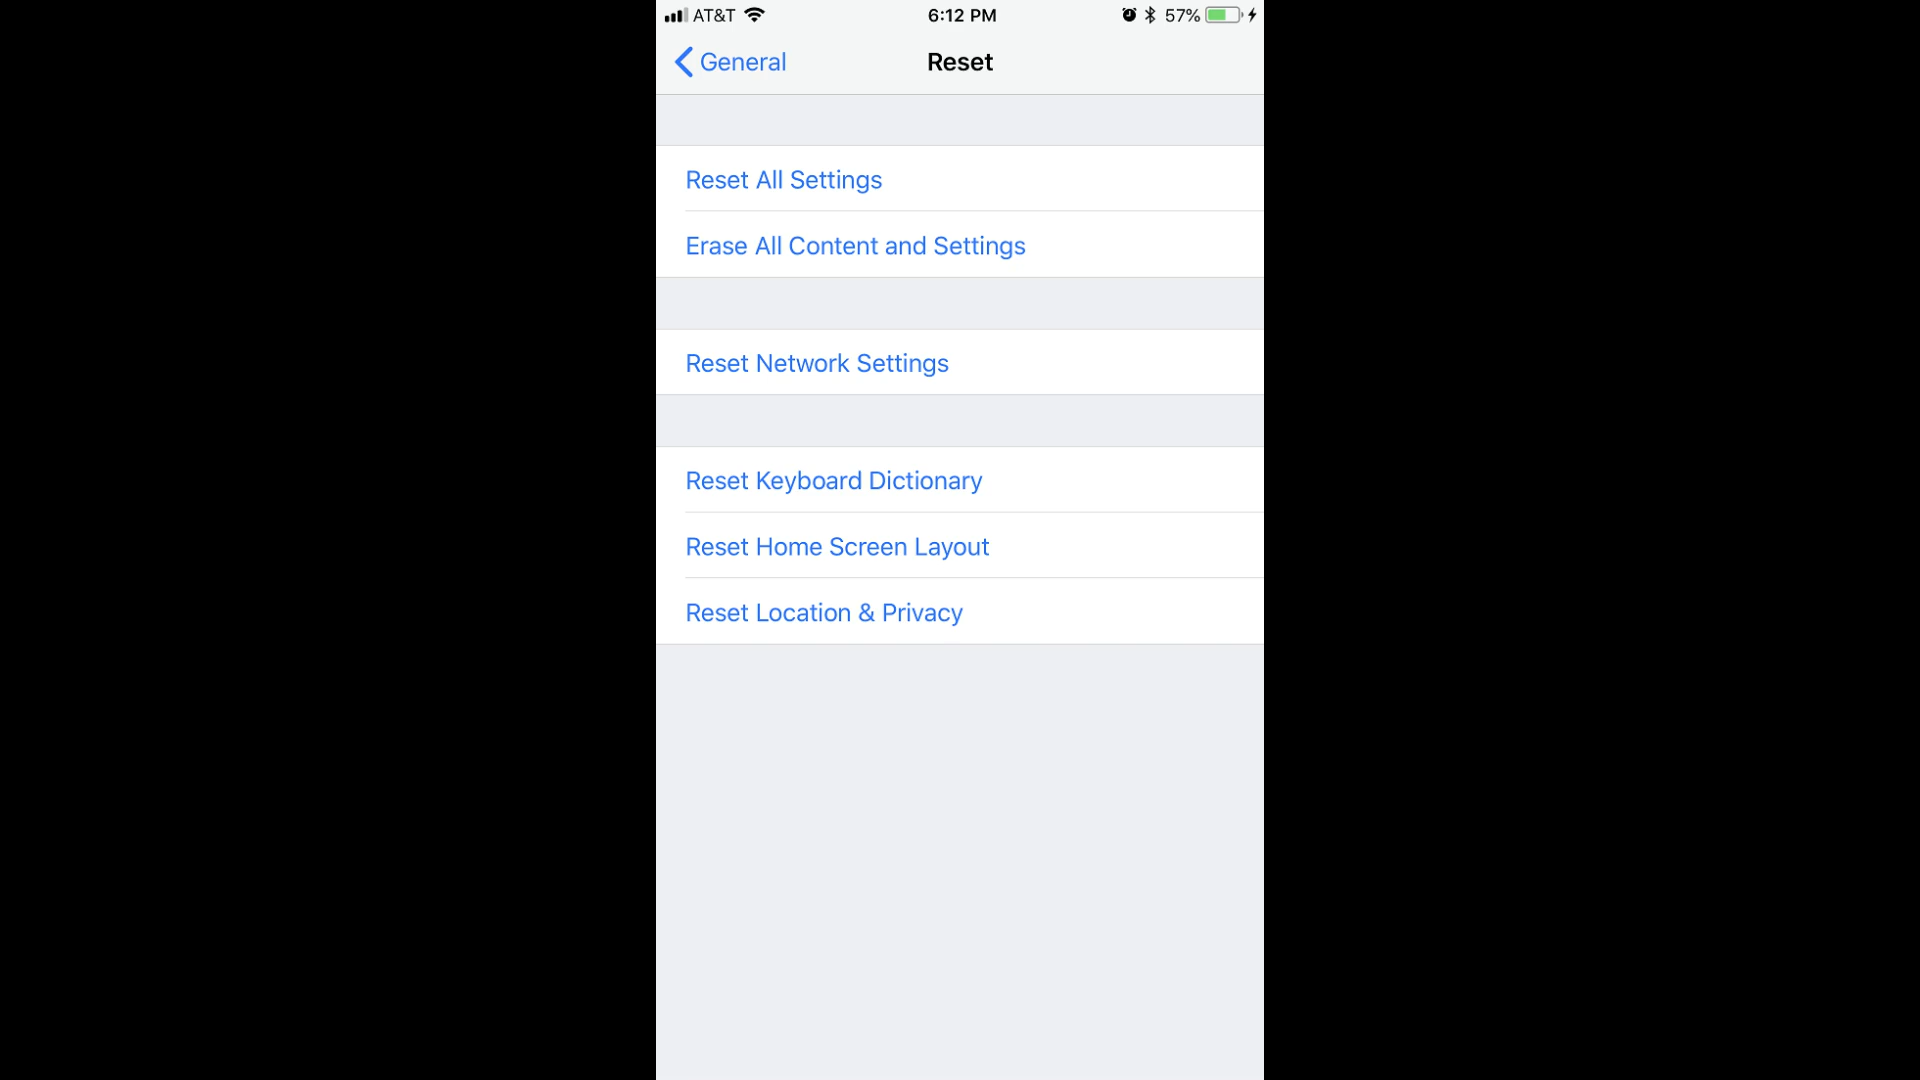 AT&T 6:12 PM 57%
General Reset
Reset All Settings
Erase All Content and Settings
Reset Network Settings
Reset Keyboard Dictionary
Reset Home Screen Layout
Reset Location & Privacy